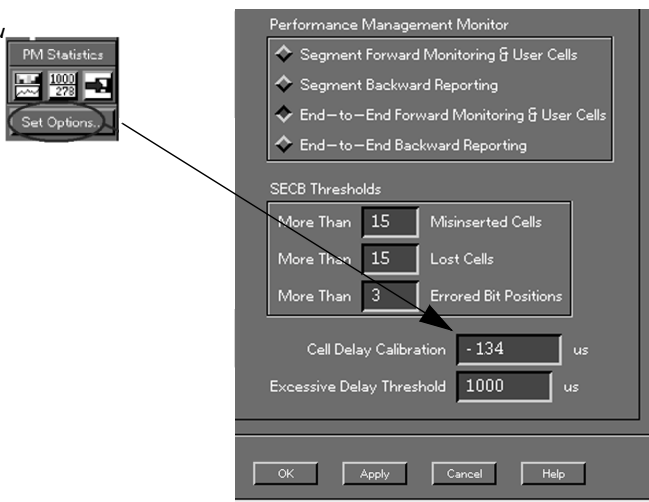 PM Statistics
1000
278
Set Options...
Performance Management Monitor
Segment Forward Monitoring & User Cells
Segment Backward Reporting
End-to-End Forward Monitoring & User Cells
End-to-End Backward Reporting
SECB Thresholds
More Than 15 Misinserted Cells
More Than 15 Lost Cells
More Than 3 Errored Bit Positions
Cell Delay Calibration -134 us
Excessive Delay Threshold 1000 us
OK Apply Cancel Help